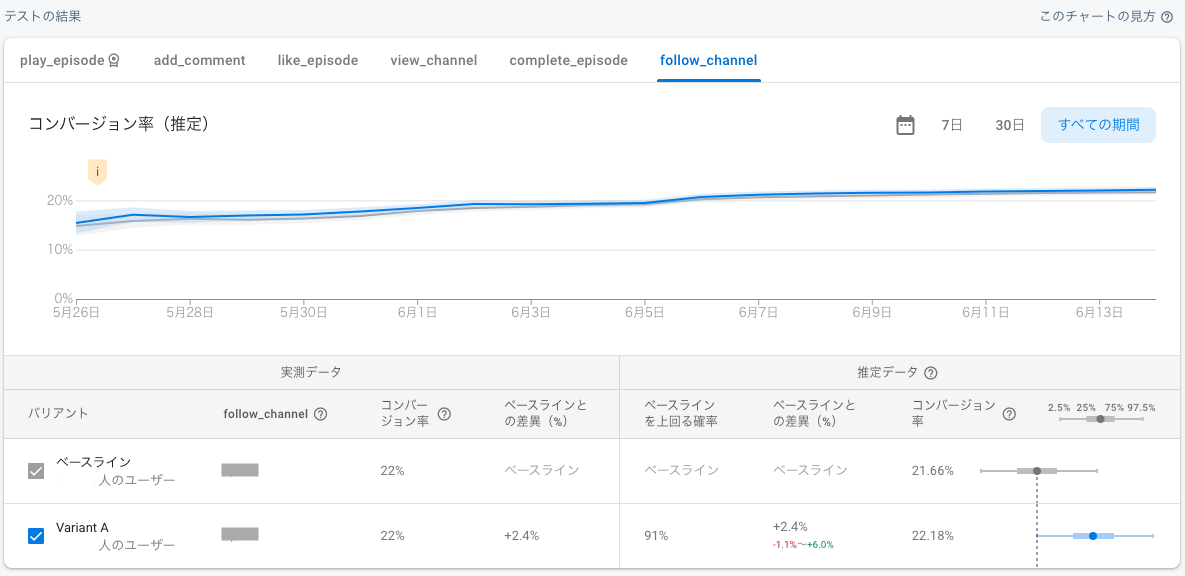 テストの結果
このチャートの見方 ?
play_episode
add_comment
like_episode
view_channel
complete_episode
follow_channel
コンバージョン率（推定）
7日
30日
すべての期間
i
20%
10%
0%
5月26日
5月28日
5月30日
6月1日
6月3日
6月5日
6月7日
6月9日
6月11日
6月13日
実測データ
推定データ ?
バリアント
follow_channel ?
コンバー
ジョン率 ?
ベースラインと
の差異（%）
ベースライン
を上回る確率
ベースラインと
の差異（%）
コンバージョン
率 ?
2.5% 25% 75% 97.5%
ベースライン
人のユーザー
22%
ベースライン
ベースライン
ベースライン
21.66%
Variant A
人のユーザー
22%
+2.4%
91%
+2.4%
-1.1%～+6.0%
22.18%